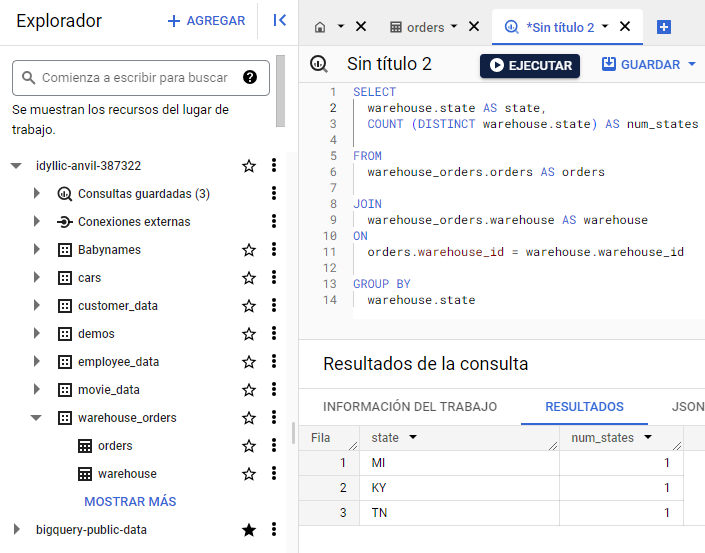 Explorador
+ AGREGAR
Comienza a escribir para buscar
?
Se muestran los recursos del lugar de
trabajo.
idyllic-anvil-387322
Consultas guardadas (3)
Conexiones externas
Babynames
cars
customer_data
demos
employee_data
movie_data
warehouse_orders
orders
warehouse
MOSTRAR MÁS
bigquery-public-data
orders
*Sin título 2
Sin título 2
EJECUTAR
GUARDAR
1 SELECT
2 warehouse.state AS state,
3 COUNT (DISTINCT warehouse.state) AS num_states
4
5 FROM
6 warehouse_orders.orders AS orders
7
8 JOIN
9 warehouse_orders.warehouse AS warehouse
10 ON
11 orders.warehouse_id = warehouse.warehouse_id
12
13 GROUP BY
14 warehouse.state
Resultados de la consulta
INFORMACIÓN DEL TRABAJO RESULTADOS JSON
Fila state num_states
1 MI 1
2 KY 1
3 TN 1